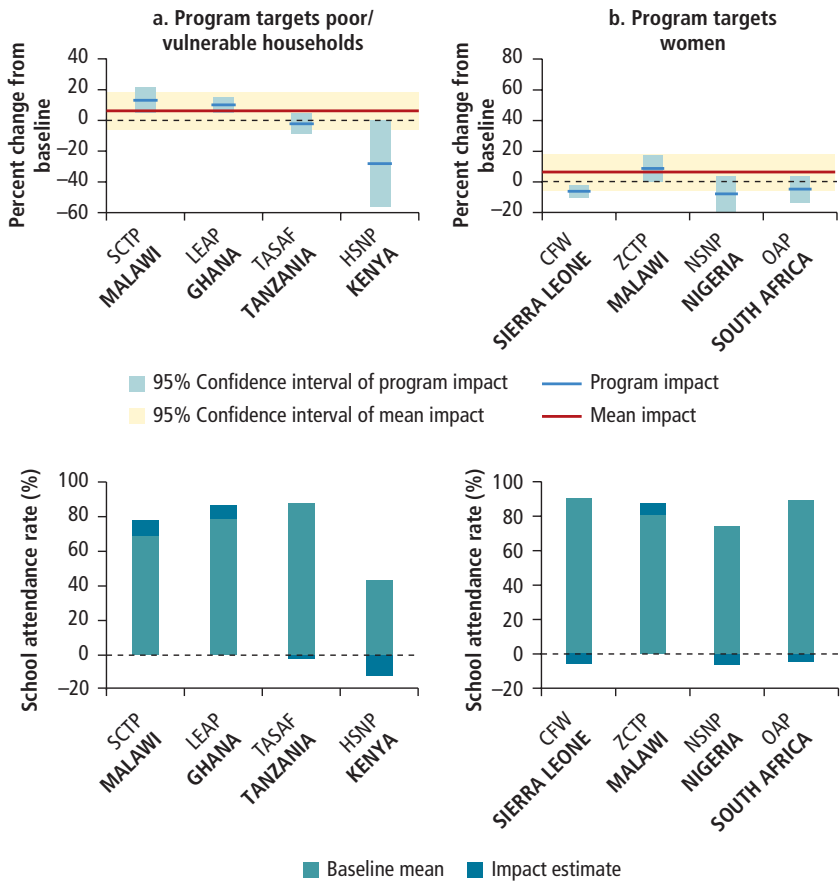 a. Program targets poor/
vulnerable households
Percent change from
baseline
40
20
0
−20
−40
−60
SCTP
MALAWI
LEAP
GHANA
TASAF
TANZANIA
HSNP
KENYA
b. Program targets
women
Percent change from
baseline
80
60
40
20
0
−20
CFW
SIERRA LEONE
ZCTP
MALAWI
NSNP
NIGERIA
OAP
SOUTH AFRICA
95% Confidence interval of program impact
Program impact
95% Confidence interval of mean impact
Mean impact
School attendance rate (%)
100
80
60
40
20
0
−20
SCTP
MALAWI
LEAP
GHANA
TASAF
TANZANIA
HSNP
KENYA
School attendance rate (%)
100
80
60
40
20
0
−20
CFW
SIERRA LEONE
ZCTP
MALAWI
NSNP
NIGERIA
OAP
SOUTH AFRICA
Baseline mean
Impact estimate